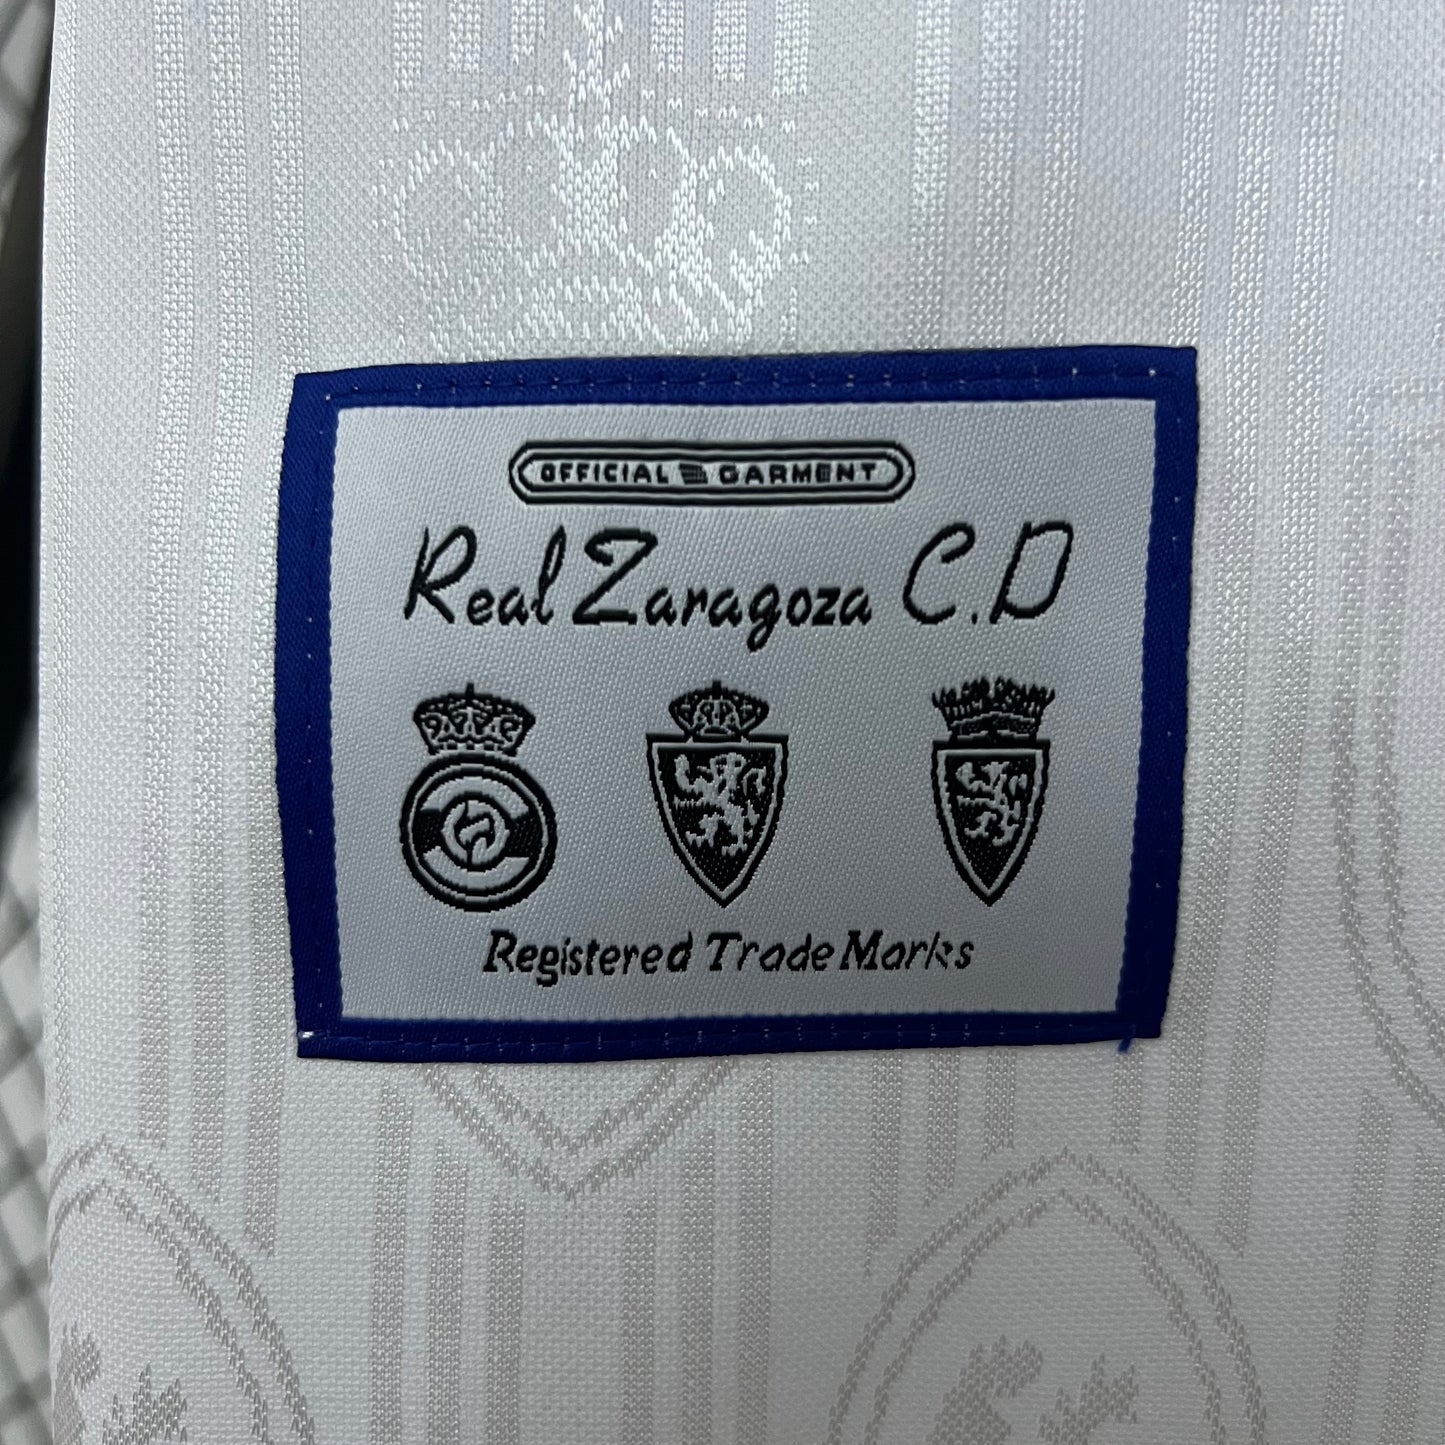 OFFICIAL GARMENT
Real Zaragoza C.D
Registered Trade Marks